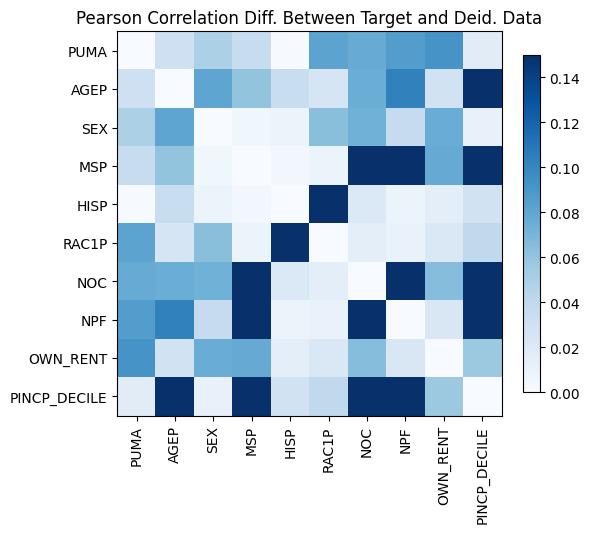 Pearson Correlation Diff. Between Target and Deid. Data
PUMA
AGEP
SEX
MSP
HISP
RAC1P
NOC
NPF
OWN_RENT
PINCP_DECILE
PUMA
AGEP
SEX
MSP
HISP
RAC1P
NOC
NPF
OWN_RENT
PINCP_DECILE
0.14
0.12
0.10
0.08
0.06
0.04
0.02
0.00